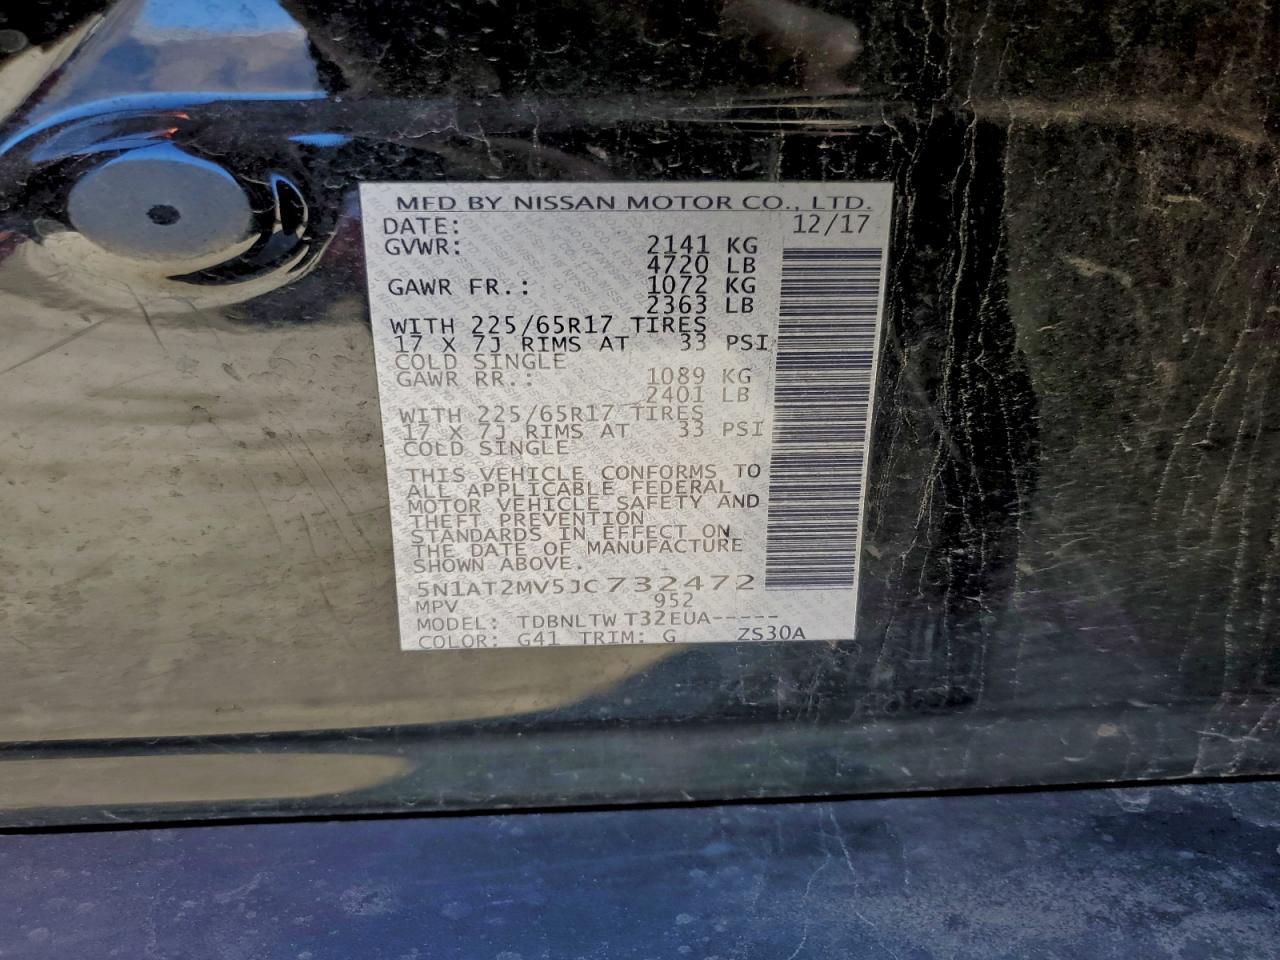 MFD BY NISSAN MOTOR CO., LTD.
DATE: 12/17
GVWR: 2141 KG
4720 LB
GAWR FR.: 1072 KG
2363 LB
WITH 225/65R17 TIRES
17 X 7J RIMS AT 33 PSI
COLD SINGLE
GAWR RR.: 1089 KG
2401 LB
WITH 225/65R17 TIRES
17 X 7J RIMS AT 33 PSI
COLD SINGLE
THIS VEHICLE CONFORMS TO
ALL APPLICABLE FEDERAL
MOTOR VEHICLE SAFETY AND
THEFT PREVENTION
STANDARDS IN EFFECT ON
THE DATE OF MANUFACTURE
SHOWN ABOVE.
5N1AT2MV5JC732472
MPV 952
MODEL: TDBNLTW T32EUA-----
COLOR: G41 TRIM: G ZS30A